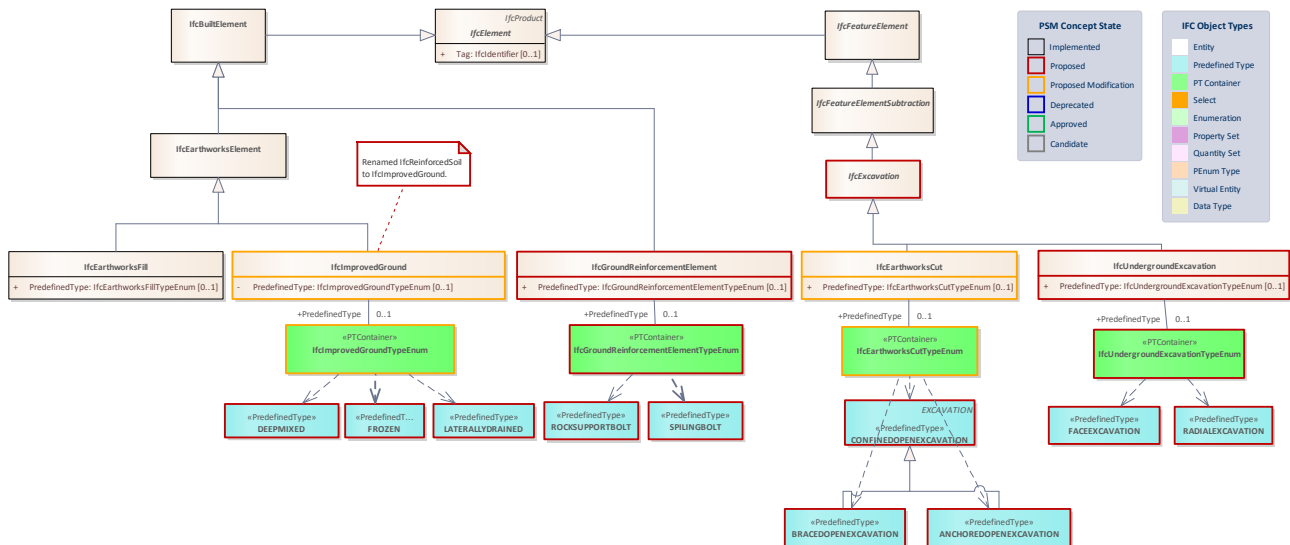 IfcBuiltElement
IfcProduct
IfcElement
+ Tag: IfcIdentifier [0..1]
IfcFeatureElement
IfcFeatureElementSubtraction
IfcExcavation
IfcEarthworksElement
Renamed IfcReinforcedSoil
to IfcImprovedGround.
IfcEarthworksFill
+ PredefinedType: IfcEarthworksFillTypeEnum [0..1]
IfcImprovedGround
- PredefinedType: IfcImprovedGroundTypeEnum [0..1]
IfcGroundReinforcementElement
+ PredefinedType: IfcGroundReinforcementElementTypeEnum [0..1]
IfcEarthworksCut
+ PredefinedType: IfcEarthworksCutTypeEnum [0..1]
IfcUndergroundExcavation
+ PredefinedType: IfcUndergroundExcavationTypeEnum [0..1]
+PredefinedType 0..1
«PTContainer»
IfcImprovedGroundTypeEnum
+PredefinedType 0..1
«PTContainer»
IfcGroundReinforcementElementTypeEnum
+PredefinedType 0..1
«PTContainer»
IfcEarthworksCutTypeEnum
+PredefinedType 0..1
«PTContainer»
IfcUndergroundExcavationTypeEnum
«PredefinedType»
DEEPMIXED
«PredefinedT...
FROZEN
«PredefinedType»
LATERALLYDRAINED
«PredefinedType»
ROCKSUPPORTBOLT
«PredefinedType»
SPILINGBOLT
EXCAVATION
«PredefinedType»
CONFINEDOPENEXCAVATION
«PredefinedType»
FACEEXCAVATION
«PredefinedType»
RADIALEXCAVATION
«PredefinedType»
BRACEDOPENEXCAVATION
«PredefinedType»
ANCHOREDOPENEXCAVATION
PSM Concept State
Implemented
Proposed
Proposed Modification
Deprecated
Approved
Candidate
IFC Object Types
Entity
Predefined Type
PT Container
Select
Enumeration
Property Set
Quantity Set
PEnum Type
Virtual Entity
Data Type